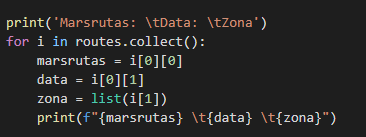 print('Marsrutas: \tData: \tZona')
for i in routes.collect():
    marsrutas = i[0][0]
    data = i[0][1]
    zona = list(i[1])
    print(f"{marsrutas} \t{data} \t{zona}")